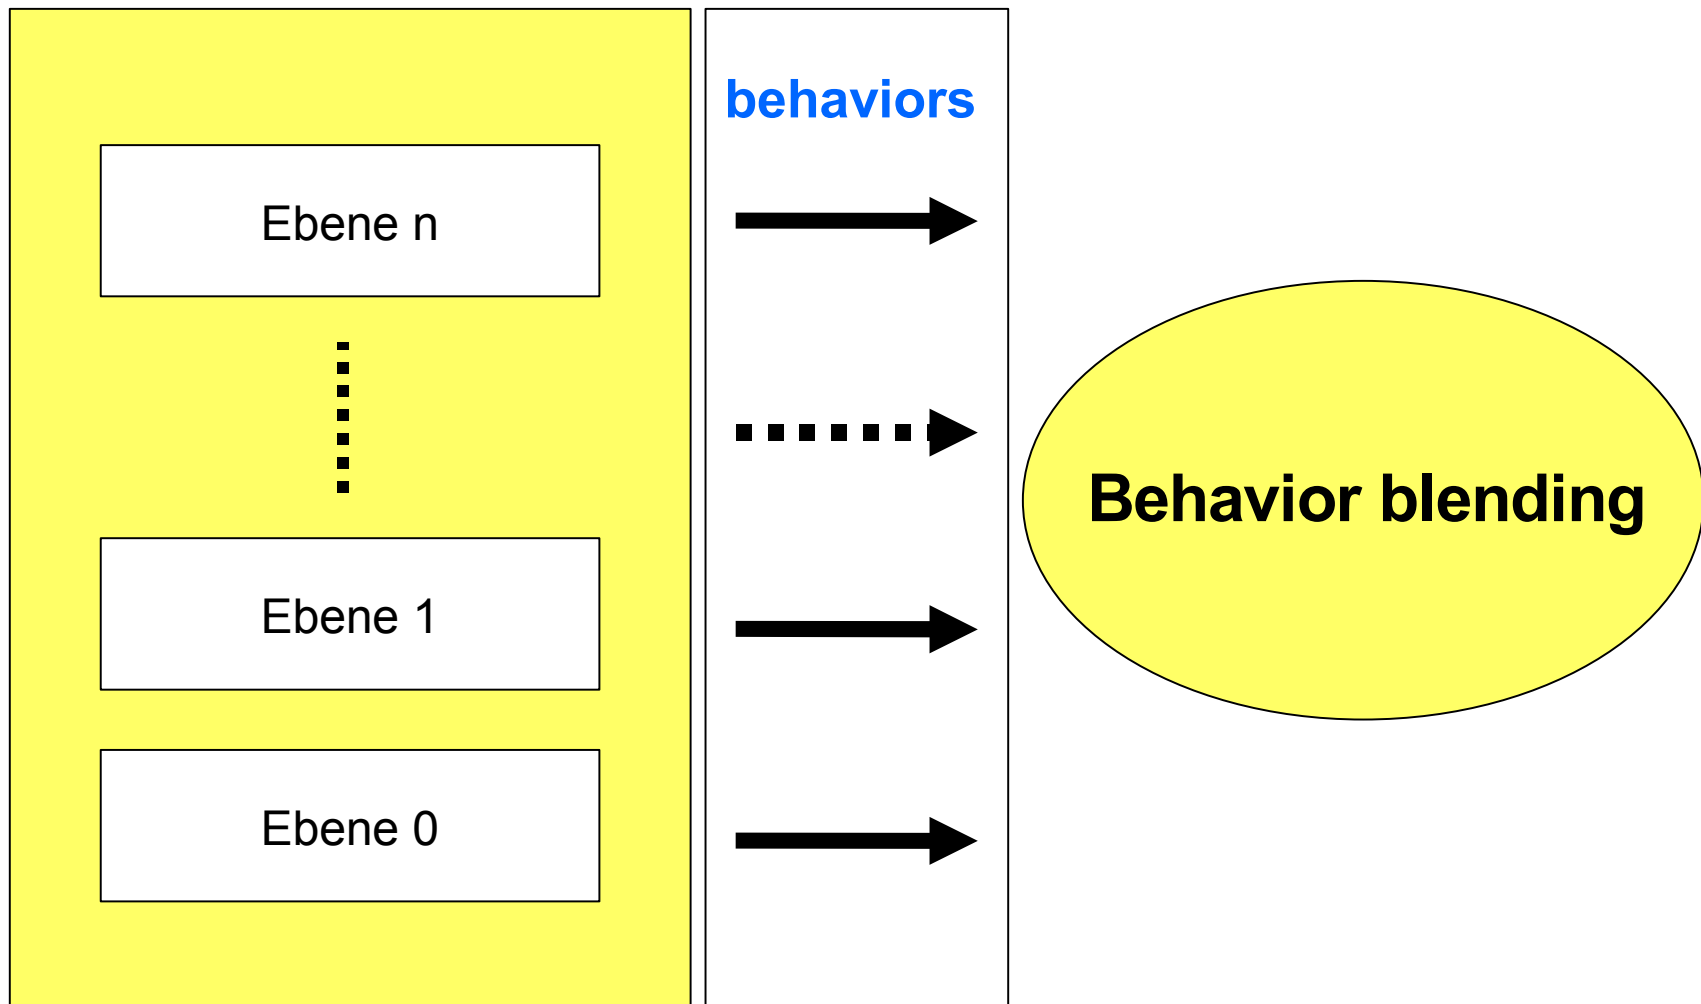 behaviors
Ebene n
Behavior blending
Ebene 1
Ebene 0